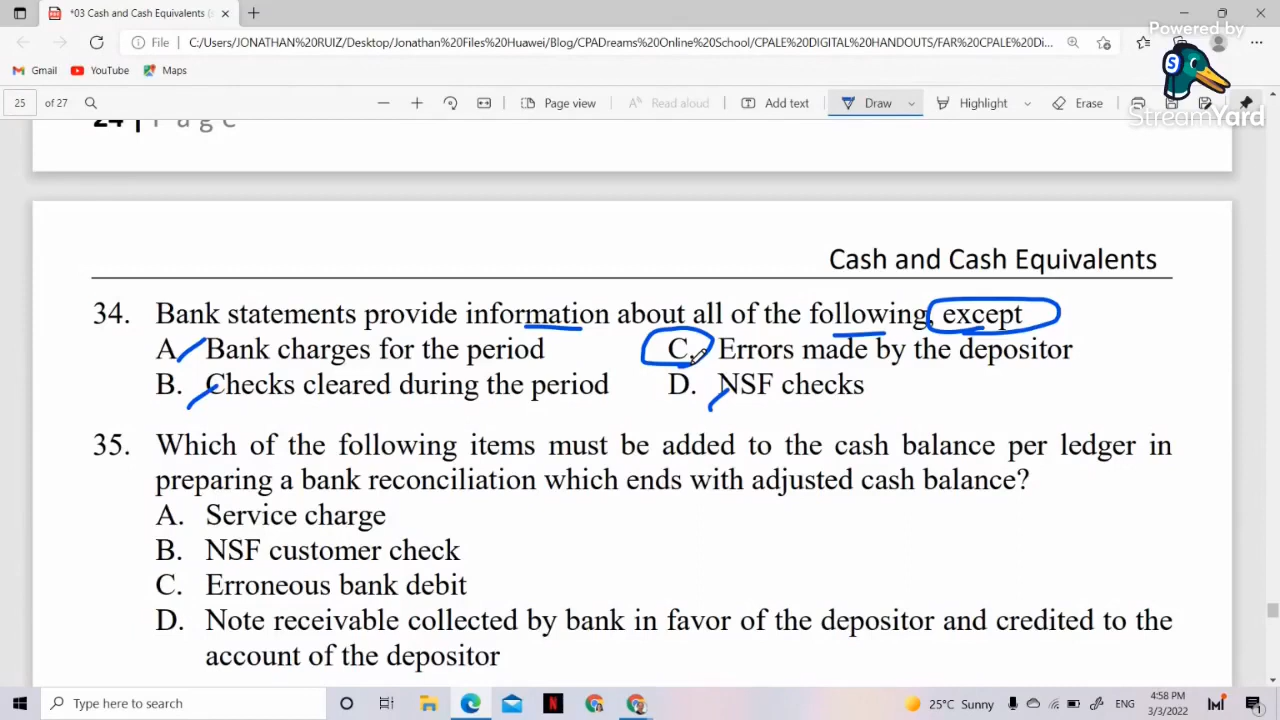 *03 Cash and Cash Equivalents (
File C:/Users/JONATHAN%20RUIZ/Desktop/Jonathan%20Files%20Huawei/Blog/CPADreams%20Online%20School/CPALE%20DIGITAL%20HANDOUTS/FAR%20CPALE%20Di...
Powered by
Gmail YouTube Maps
25 of 27 Page view Read aloud Add text Draw Highlight Erase
StreamYard
24 | P a g e
Cash and Cash Equivalents
34. Bank statements provide information about all of the following, except
A. Bank charges for the period C. Errors made by the depositor
B. Checks cleared during the period D. NSF checks
35. Which of the following items must be added to the cash balance per ledger in
preparing a bank reconciliation which ends with adjusted cash balance?
A. Service charge
B. NSF customer check
C. Erroneous bank debit
D. Note receivable collected by bank in favor of the depositor and credited to the
account of the depositor
Type here to search 25°C Sunny ENG 4:58 PM
3/3/2022